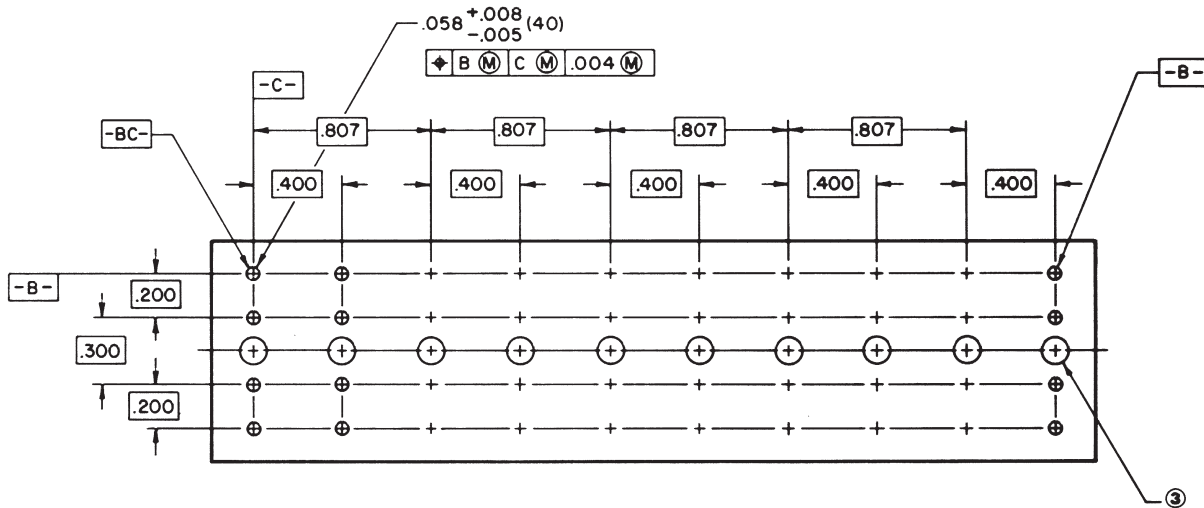 .058 +.008 -.005 (40)
⌖ B Ⓜ C Ⓜ .004 Ⓜ
-C-
-B-
-BC-
.807 .807 .807 .807
.400 .400 .400 .400 .400
-B-
.200
.300
.200
③